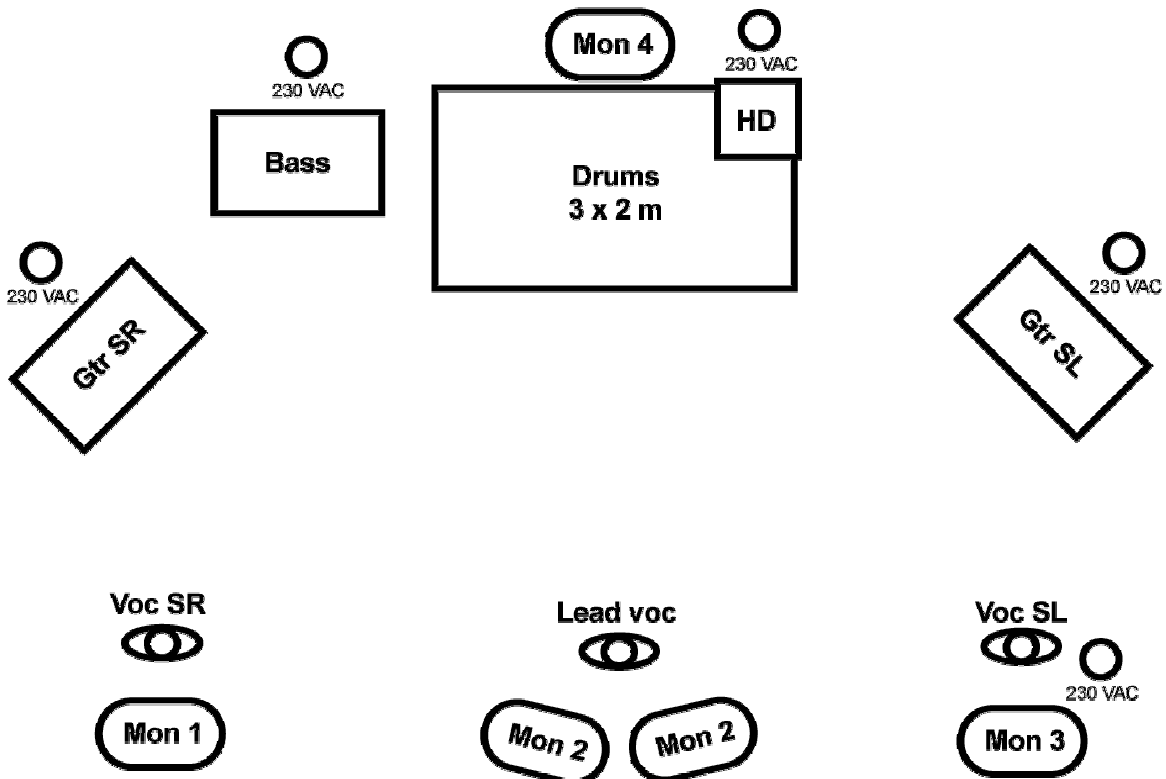 Mon 4
230 VAC
230 VAC
HD
Bass
Drums
3 x 2 m
230 VAC
Gtr SR
230 VAC
Gtr SL
Voc SR
Lead voc
Voc SL
230 VAC
Mon 1
Mon 2
Mon 2
Mon 3